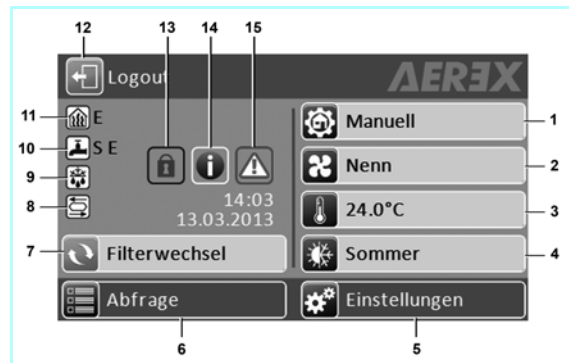 12 13 14 15
Logout AEREX
11 E Manuell 1
10 S E Nenn 2
9
8 14:03 24.0°C 3
13.03.2013
7 Filterwechsel Sommer 4
Abfrage Einstellungen
6 5